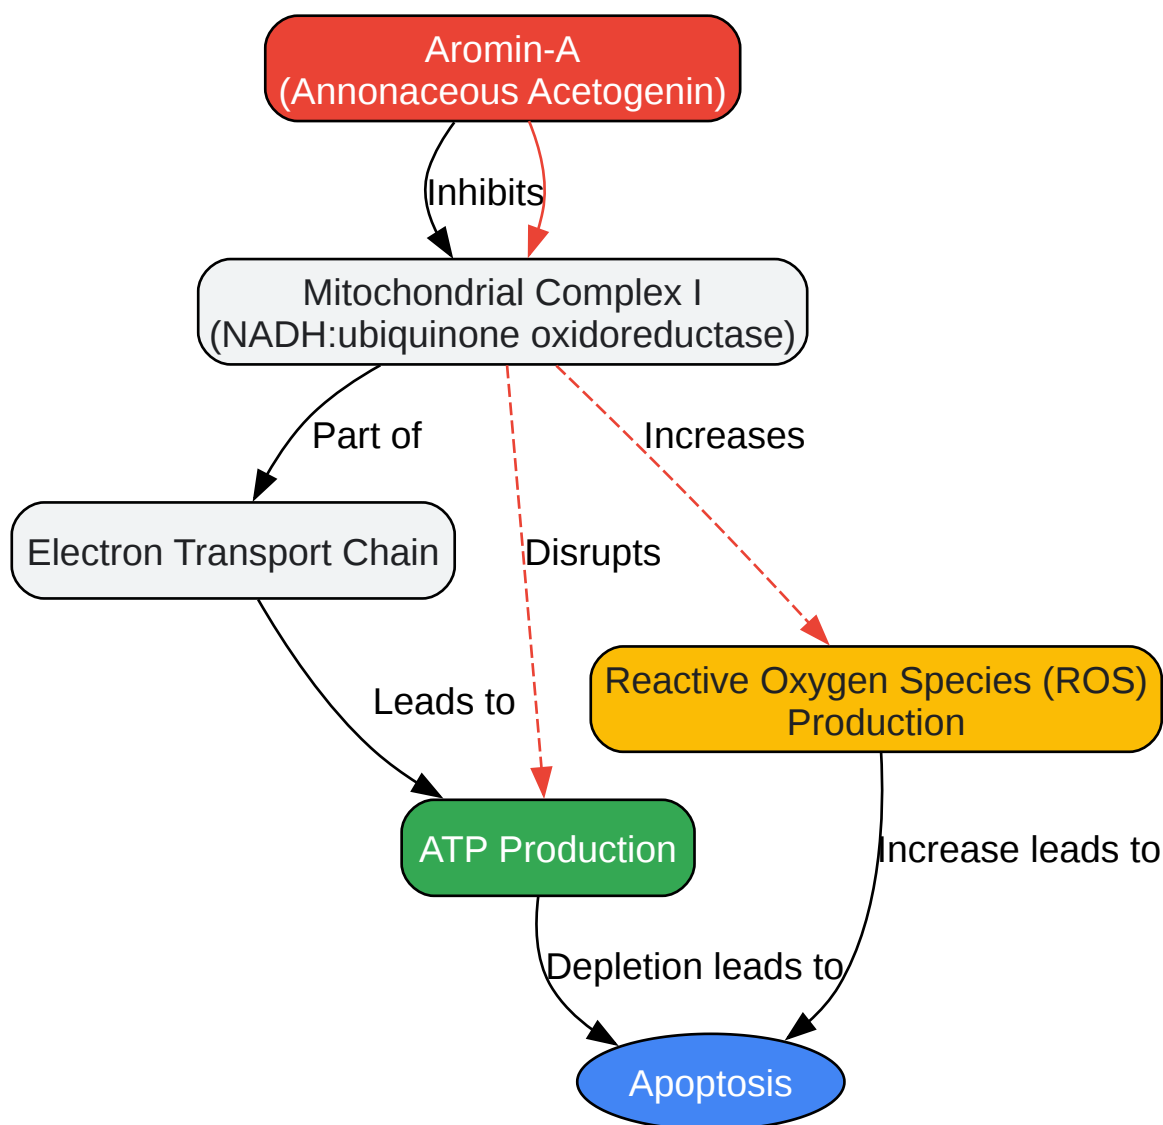 Aromin-A
(Annonaceous Acetogenin)
Inhibits
Mitochondrial Complex I
(NADH:ubiquinone oxidoreductase)
Part of
Increases
Electron Transport Chain
Disrupts
Reactive Oxygen Species (ROS)
Production
Leads to
ATP Production
Increase leads to
Depletion leads to
Apoptosis